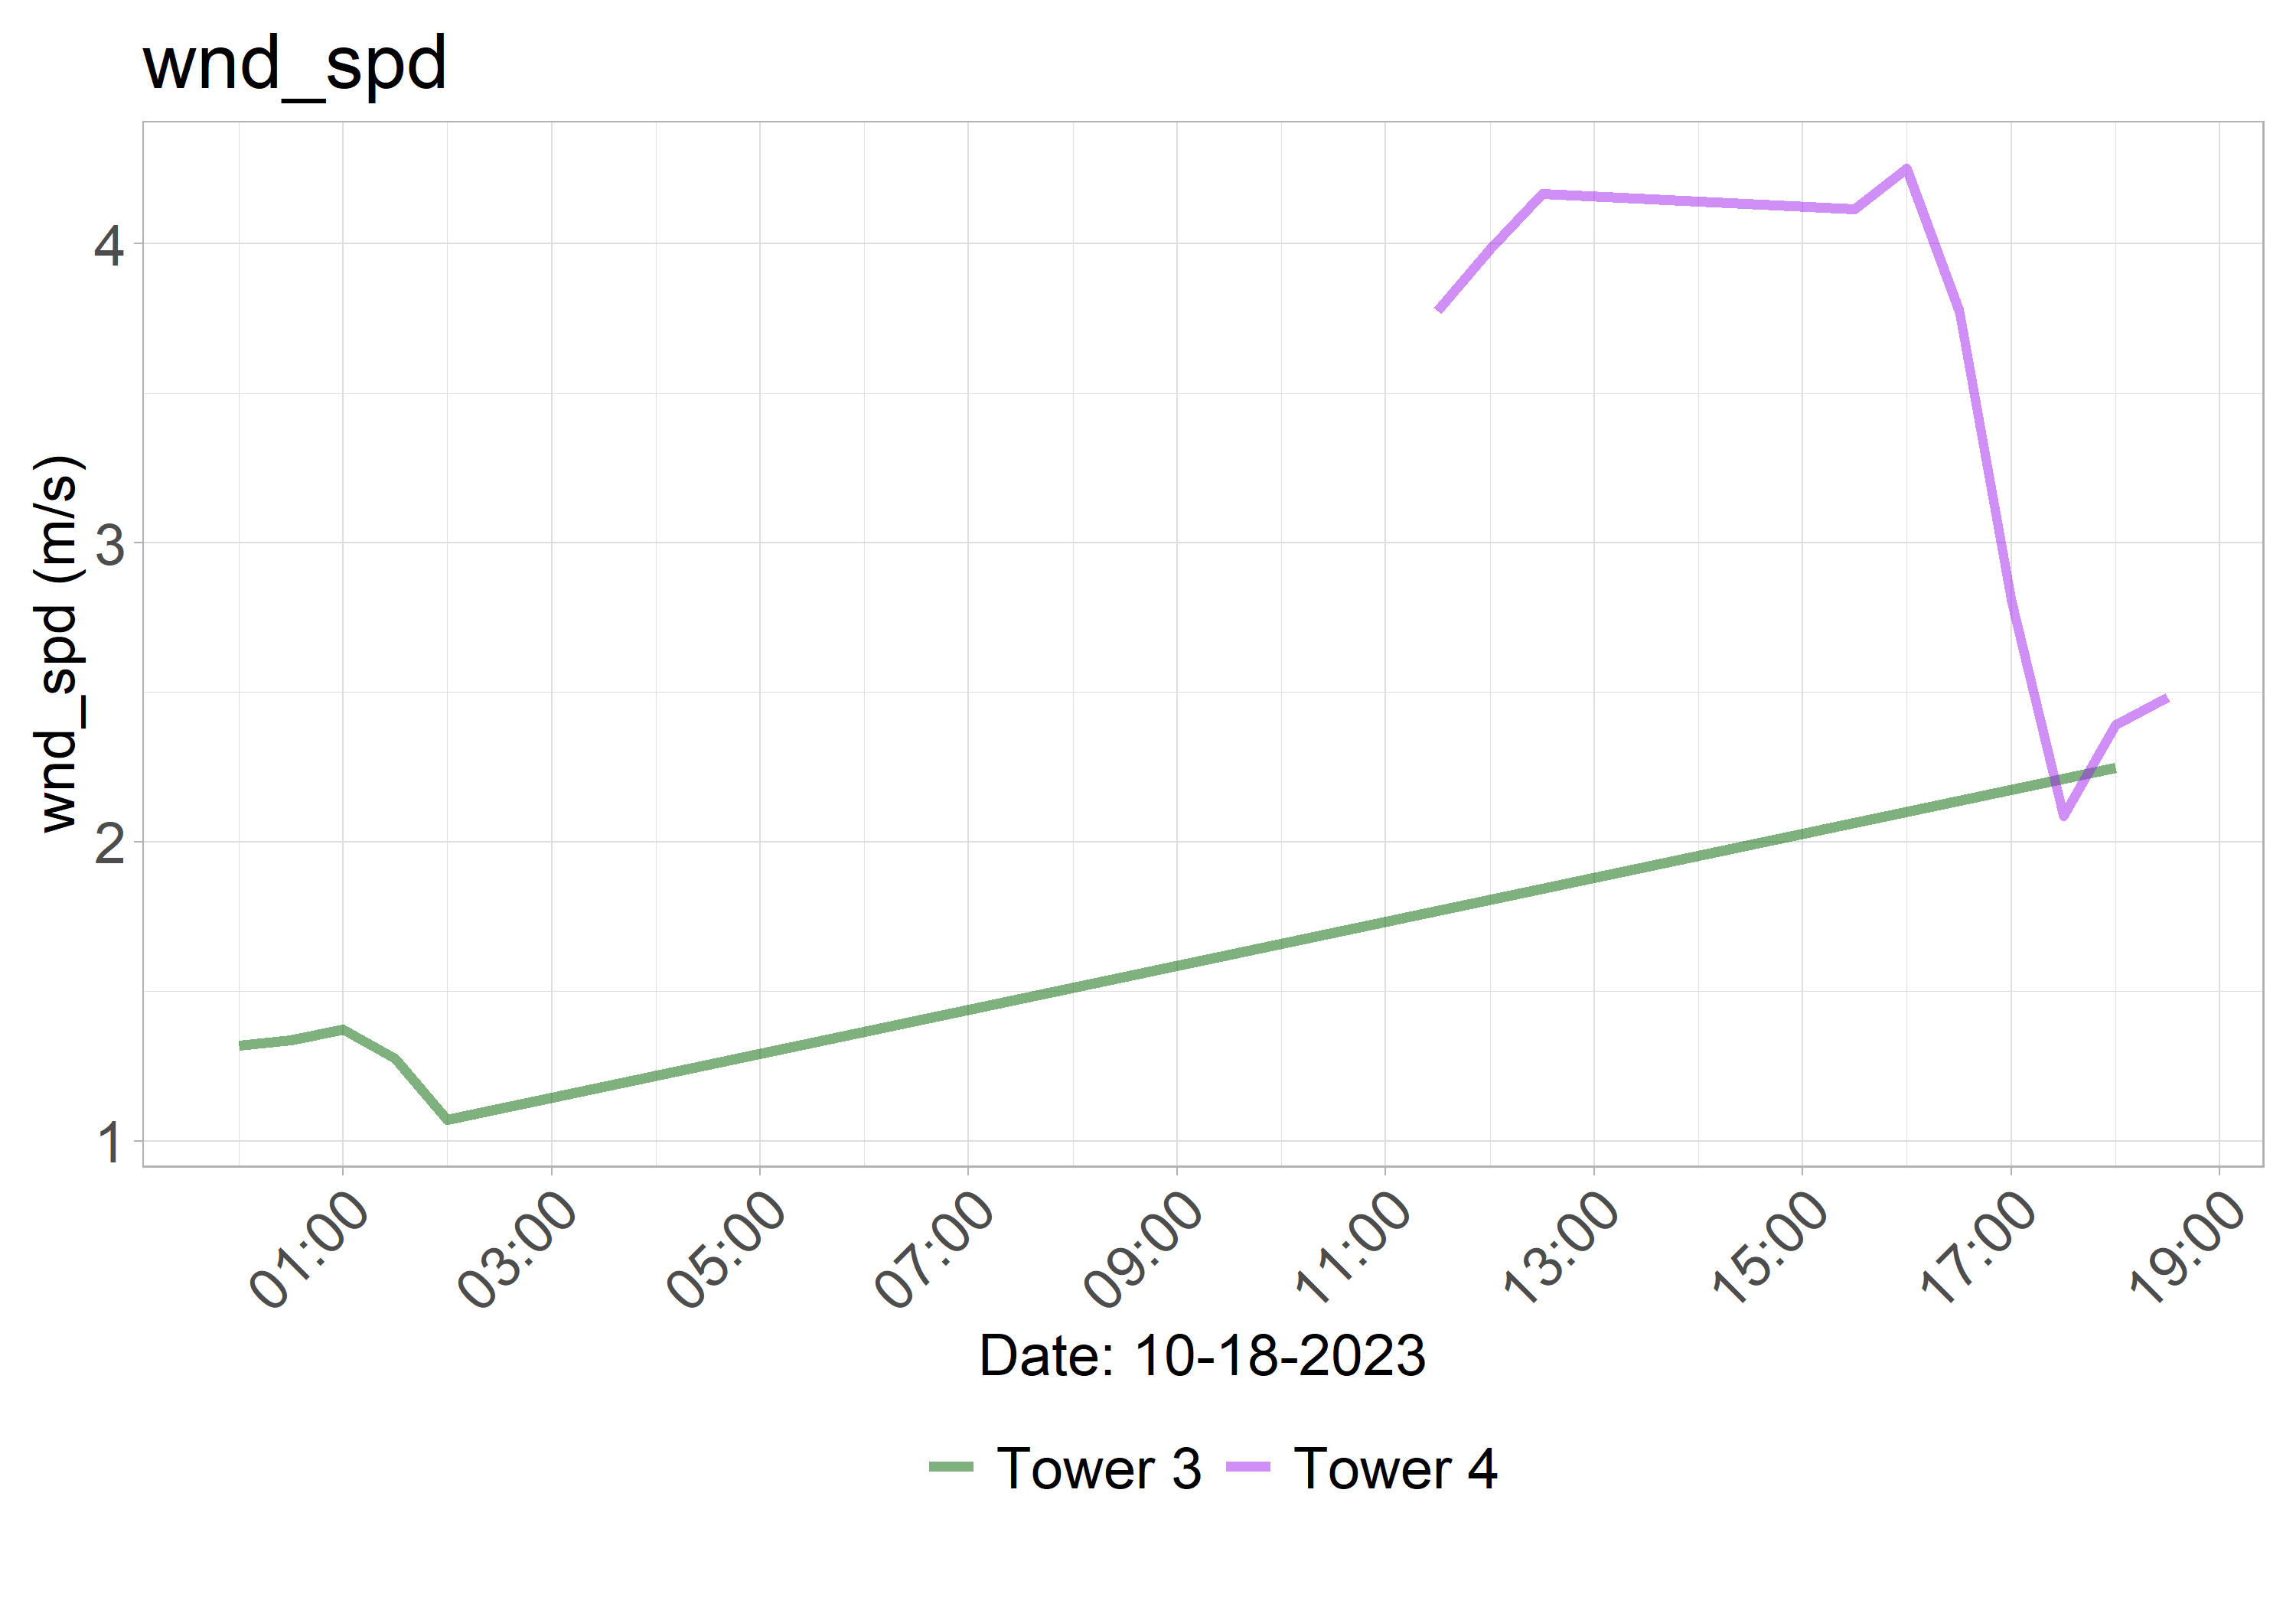 wnd_spd
wnd_spd (m/s)
4
3
2
1
01:00 03:00 05:00 07:00 09:00 11:00 13:00 15:00 17:00 19:00
Date: 10-18-2023
Tower 3 Tower 4